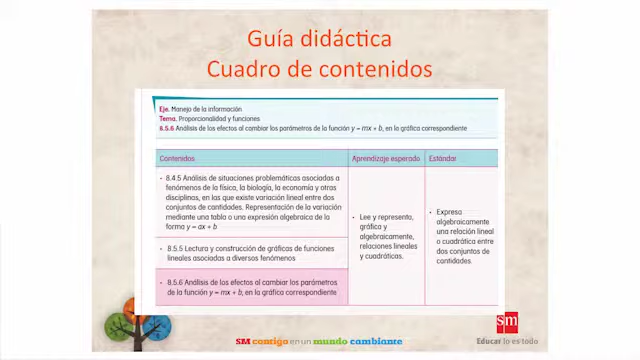 Guía didáctica
Cuadro de contenidos
Eje. Manejo de la información
Tema. Proporcionalidad y funciones
8.5.6 Análisis de los efectos al cambiar los parámetros de la función y = mx + b, en la gráfica correspondiente
Contenidos
Aprendizaje esperado
Estándar
• 8.4.5 Análisis de situaciones problemáticas asociadas a
fenómenos de la física, la biología, la economía y otras
disciplinas, en las que existe variación lineal entre dos
conjuntos de cantidades. Representación de la variación
mediante una tabla o una expresión algebraica de la
forma y = ax + b
• 8.5.5 Lectura y construcción de gráficas de funciones
lineales asociadas a diversos fenómenos
• 8.5.6 Análisis de los efectos al cambiar los parámetros
de la función y = mx + b, en la gráfica correspondiente
• Lee y representa,
gráfica y
algebraicamente,
relaciones lineales
y cuadráticas.
• Expresa
algebraicamente
una relación lineal
o cuadrática entre
dos conjuntos de
cantidades.
SM contigo en un mundo cambiante
sm
Educar lo es todo